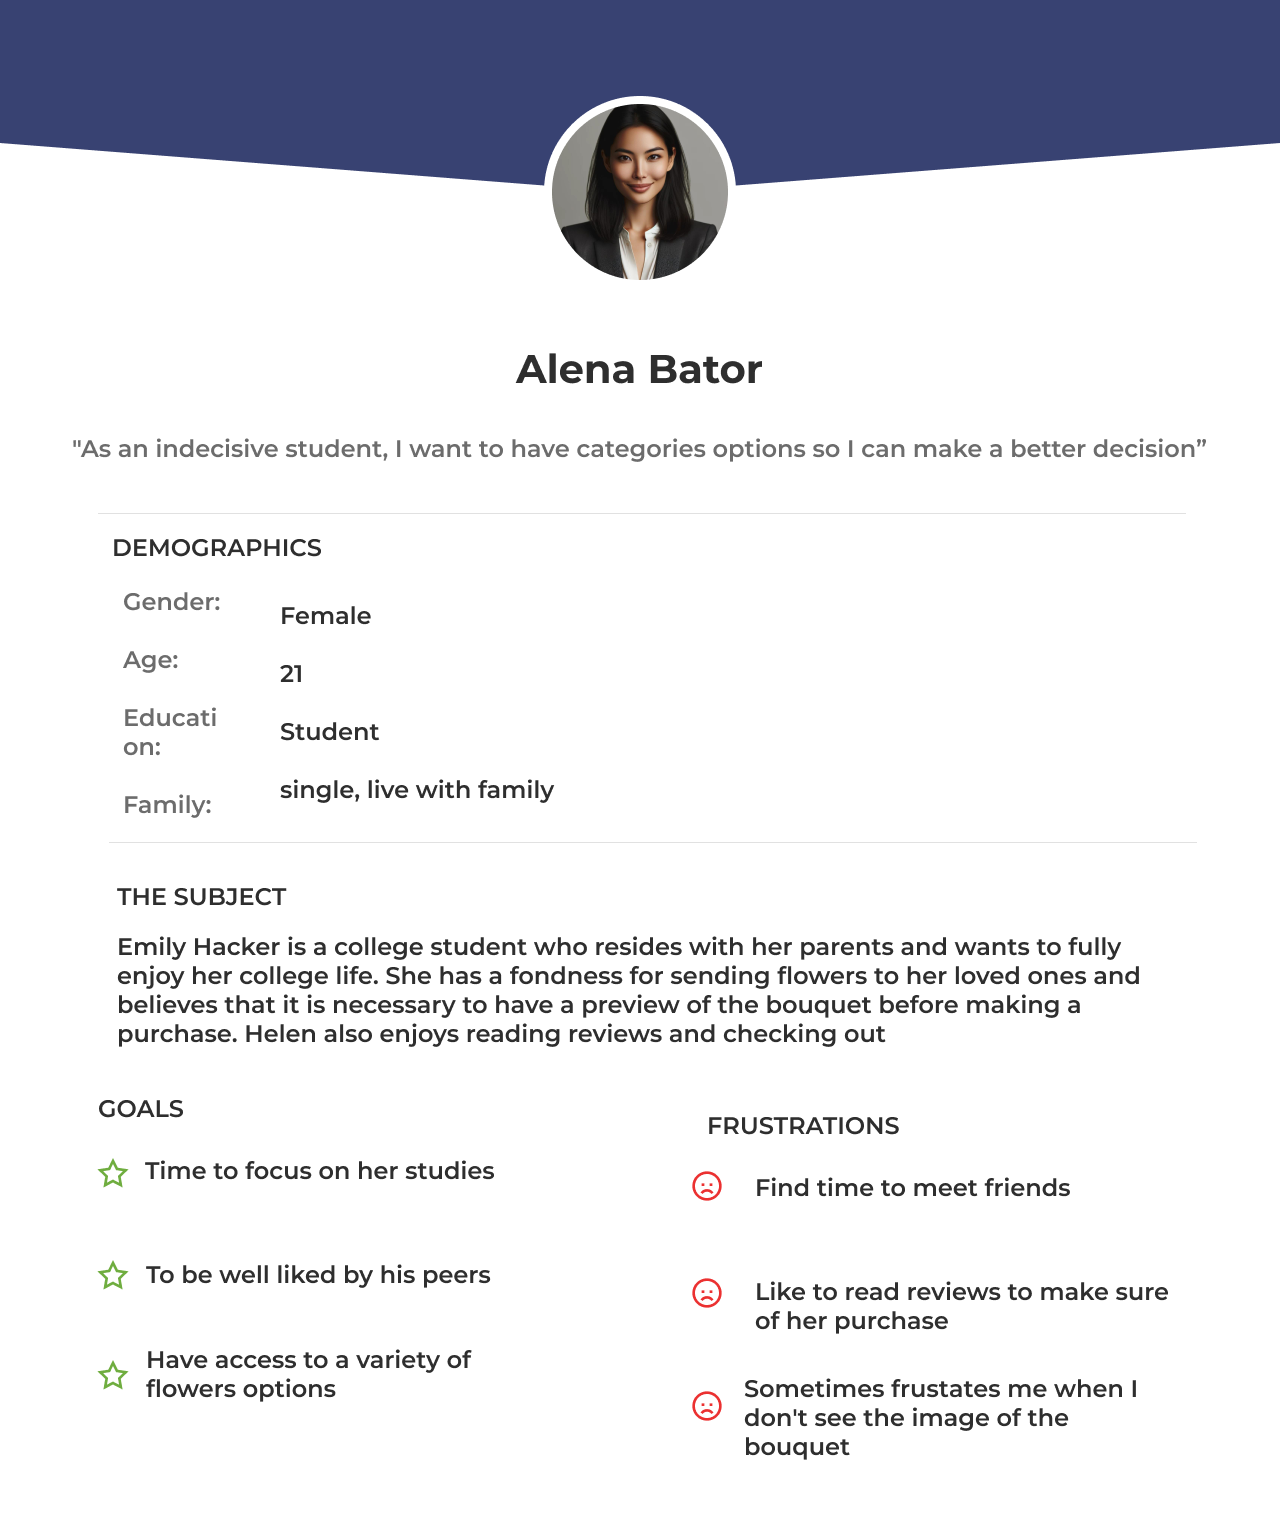 Alena Bator
"As an indecisive student, I want to have categories options so I can make a better decision”
DEMOGRAPHICS
Gender:
Female
Age:
21
Educati
on:
Student
Family:
single, live with family
THE SUBJECT
Emily Hacker is a college student who resides with her parents and wants to fully
enjoy her college life. She has a fondness for sending flowers to her loved ones and
believes that it is necessary to have a preview of the bouquet before making a
purchase. Helen also enjoys reading reviews and checking out
GOALS
Time to focus on her studies
To be well liked by his peers
Have access to a variety of
flowers options
FRUSTRATIONS
Find time to meet friends
Like to read reviews to make sure
of her purchase
Sometimes frustates me when I
don't see the image of the
bouquet